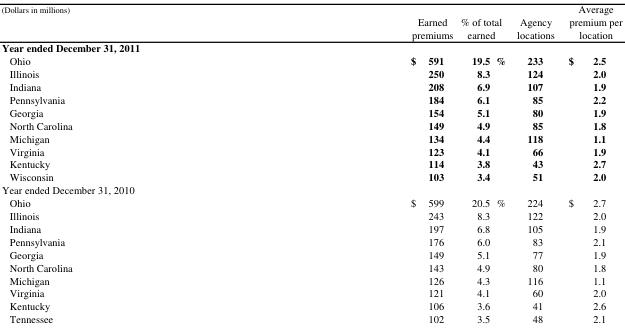 (Dollars in millions) Average
Earned % of total Agency premium per
premiums earned locations location
Year ended December 31, 2011
Ohio $ 591 19.5 % 233 $ 2.5
Illinois 250 8.3 124 2.0
Indiana 208 6.9 107 1.9
Pennsylvania 184 6.1 85 2.2
Georgia 154 5.1 80 1.9
North Carolina 149 4.9 85 1.8
Michigan 134 4.4 118 1.1
Virginia 123 4.1 66 1.9
Kentucky 114 3.8 43 2.7
Wisconsin 103 3.4 51 2.0
Year ended December 31, 2010
Ohio $ 599 20.5 % 224 $ 2.7
Illinois 243 8.3 122 2.0
Indiana 197 6.8 105 1.9
Pennsylvania 176 6.0 83 2.1
Georgia 149 5.1 77 1.9
North Carolina 143 4.9 80 1.8
Michigan 126 4.3 116 1.1
Virginia 121 4.1 60 2.0
Kentucky 106 3.6 41 2.6
Tennessee 102 3.5 48 2.1